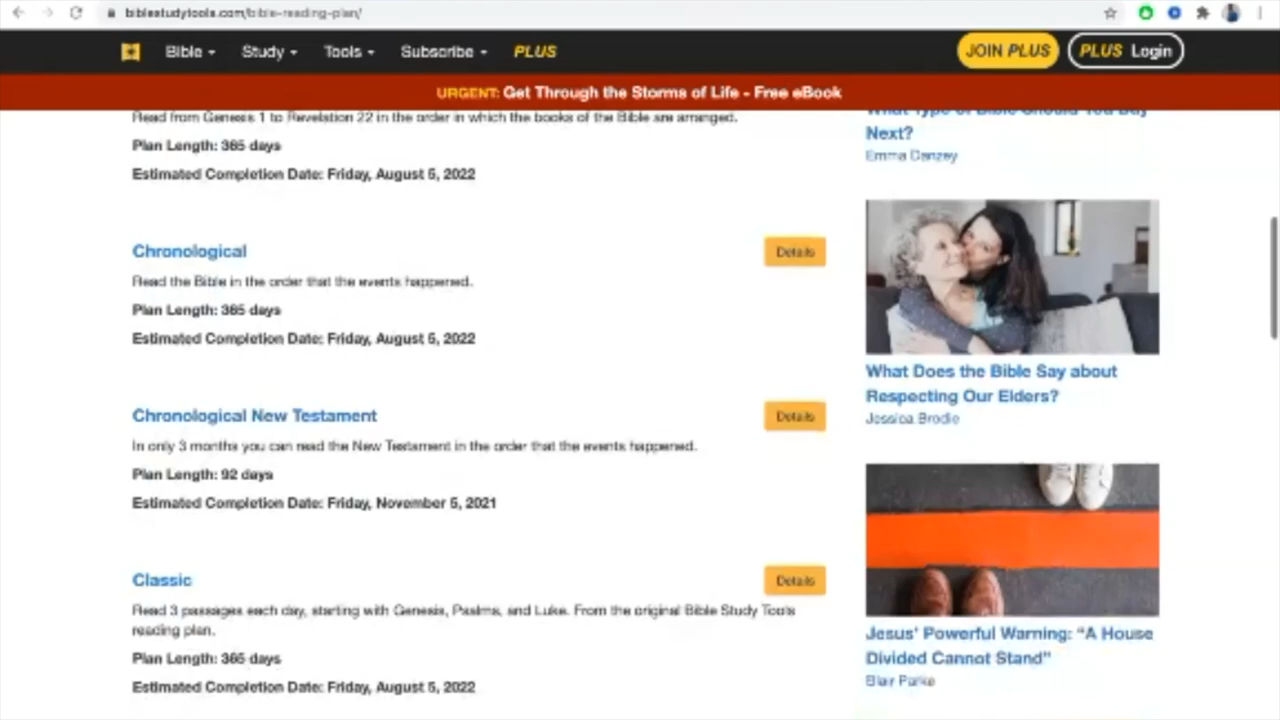 biblestudytools.com/bible-reading-plan/
Bible Study Tools Subscribe PLUS JOIN PLUS PLUS Login
URGENT: Get Through the Storms of Life - Free eBook
Read from Genesis 1 to Revelation 22 in the order in which the books of the Bible are arranged.
Plan Length: 365 days
Estimated Completion Date: Friday, August 5, 2022
Chronological
Details
Read the Bible in the order that the events happened.
Plan Length: 365 days
Estimated Completion Date: Friday, August 5, 2022
Chronological New Testament
Details
In only 3 months you can read the New Testament in the order that the events happened.
Plan Length: 92 days
Estimated Completion Date: Friday, November 5, 2021
Classic
Details
Read 3 passages each day, starting with Genesis, Psalms, and Luke. From the original Bible Study Tools
reading plan.
Plan Length: 365 days
Estimated Completion Date: Friday, August 5, 2022
What Type of Bible Should You Buy
Next?
Emma Danzey
What Does the Bible Say about
Respecting Our Elders?
Jessica Brodie
Jesus' Powerful Warning: "A House
Divided Cannot Stand"
Blair Parke